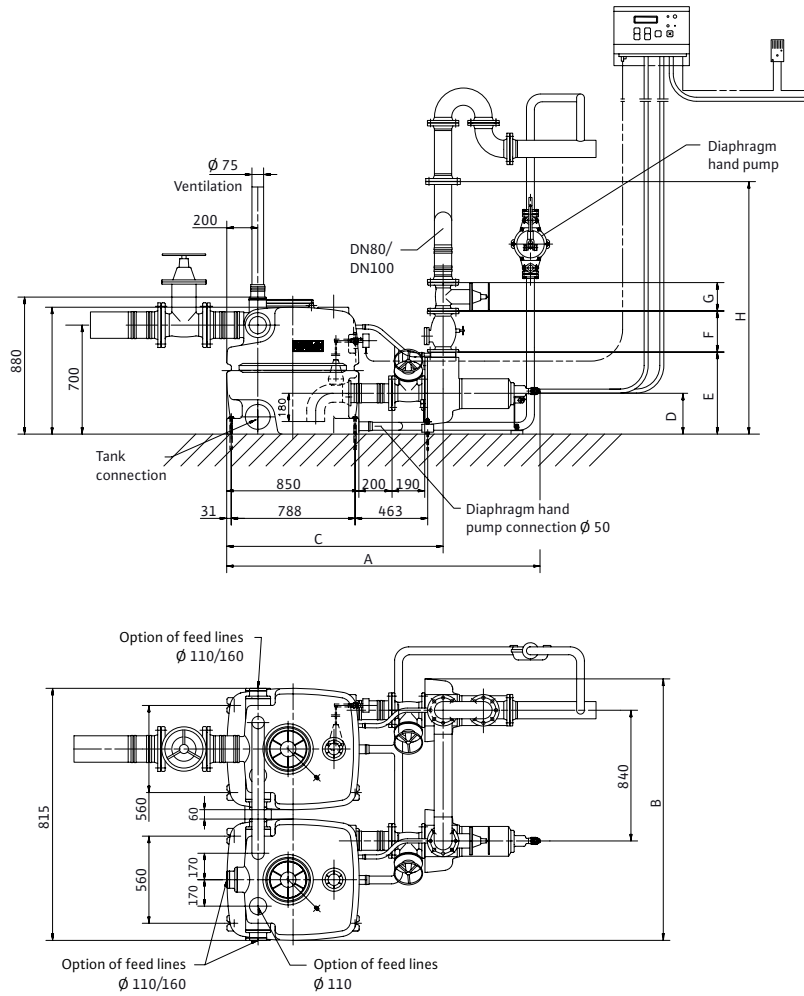 Ø 75
Ventilation
200
Diaphragm
hand pump
DN80/
DN100
880
700
180
G
F
H
E
D
Tank
connection
850
200
190
31
788
463
Diaphragm hand
pump connection Ø 50
C
A
Option of feed lines
Ø 110/160
815
560
60
560
170
170
840
B
Option of feed lines
Ø 110/160
Option of feed lines
Ø 110